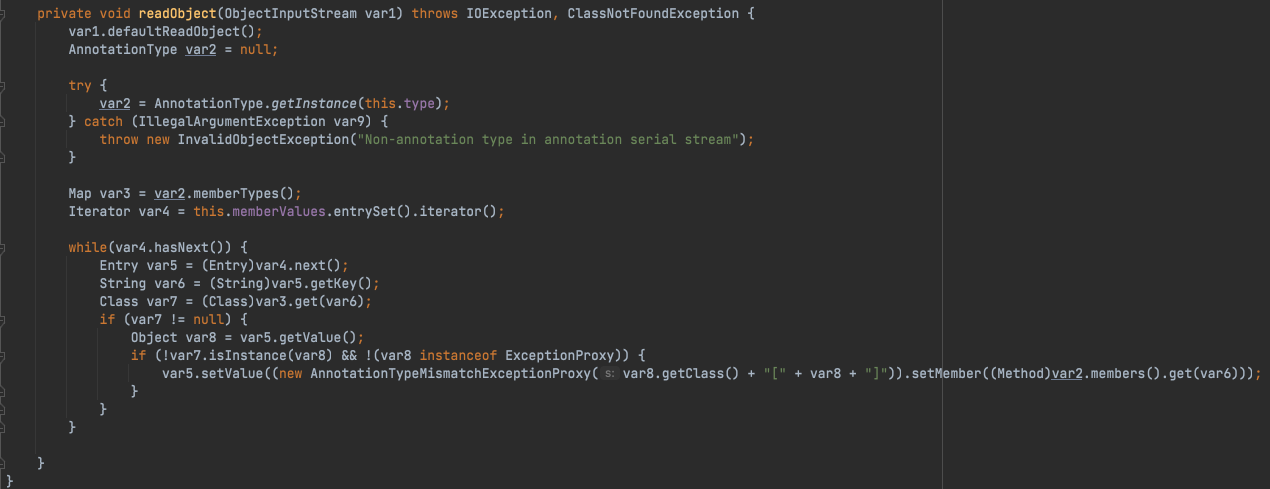 private void readObject(ObjectInputStream var1) throws IOException, ClassNotFoundException {
var1.defaultReadObject();
AnnotationType var2 = null;
try {
var2 = AnnotationType.getInstance(this.type);
} catch (IllegalArgumentException var9) {
throw new InvalidObjectException("Non-annotation type in annotation serial stream");
}
Map var3 = var2.memberTypes();
Iterator var4 = this.memberValues.entrySet().iterator();
while(var4.hasNext()) {
Entry var5 = (Entry)var4.next();
String var6 = (String)var5.getKey();
Class var7 = (Class)var3.get(var6);
if (var7 != null) {
Object var8 = var5.getValue();
if (!var7.isInstance(var8) && !(var8 instanceof ExceptionProxy)) {
var5.setValue((new AnnotationTypeMismatchExceptionProxy( s: var8.getClass() + "[" + var8 + "]")).setMember((Method)var2.members().get(var6)));
}
}
}
}
}